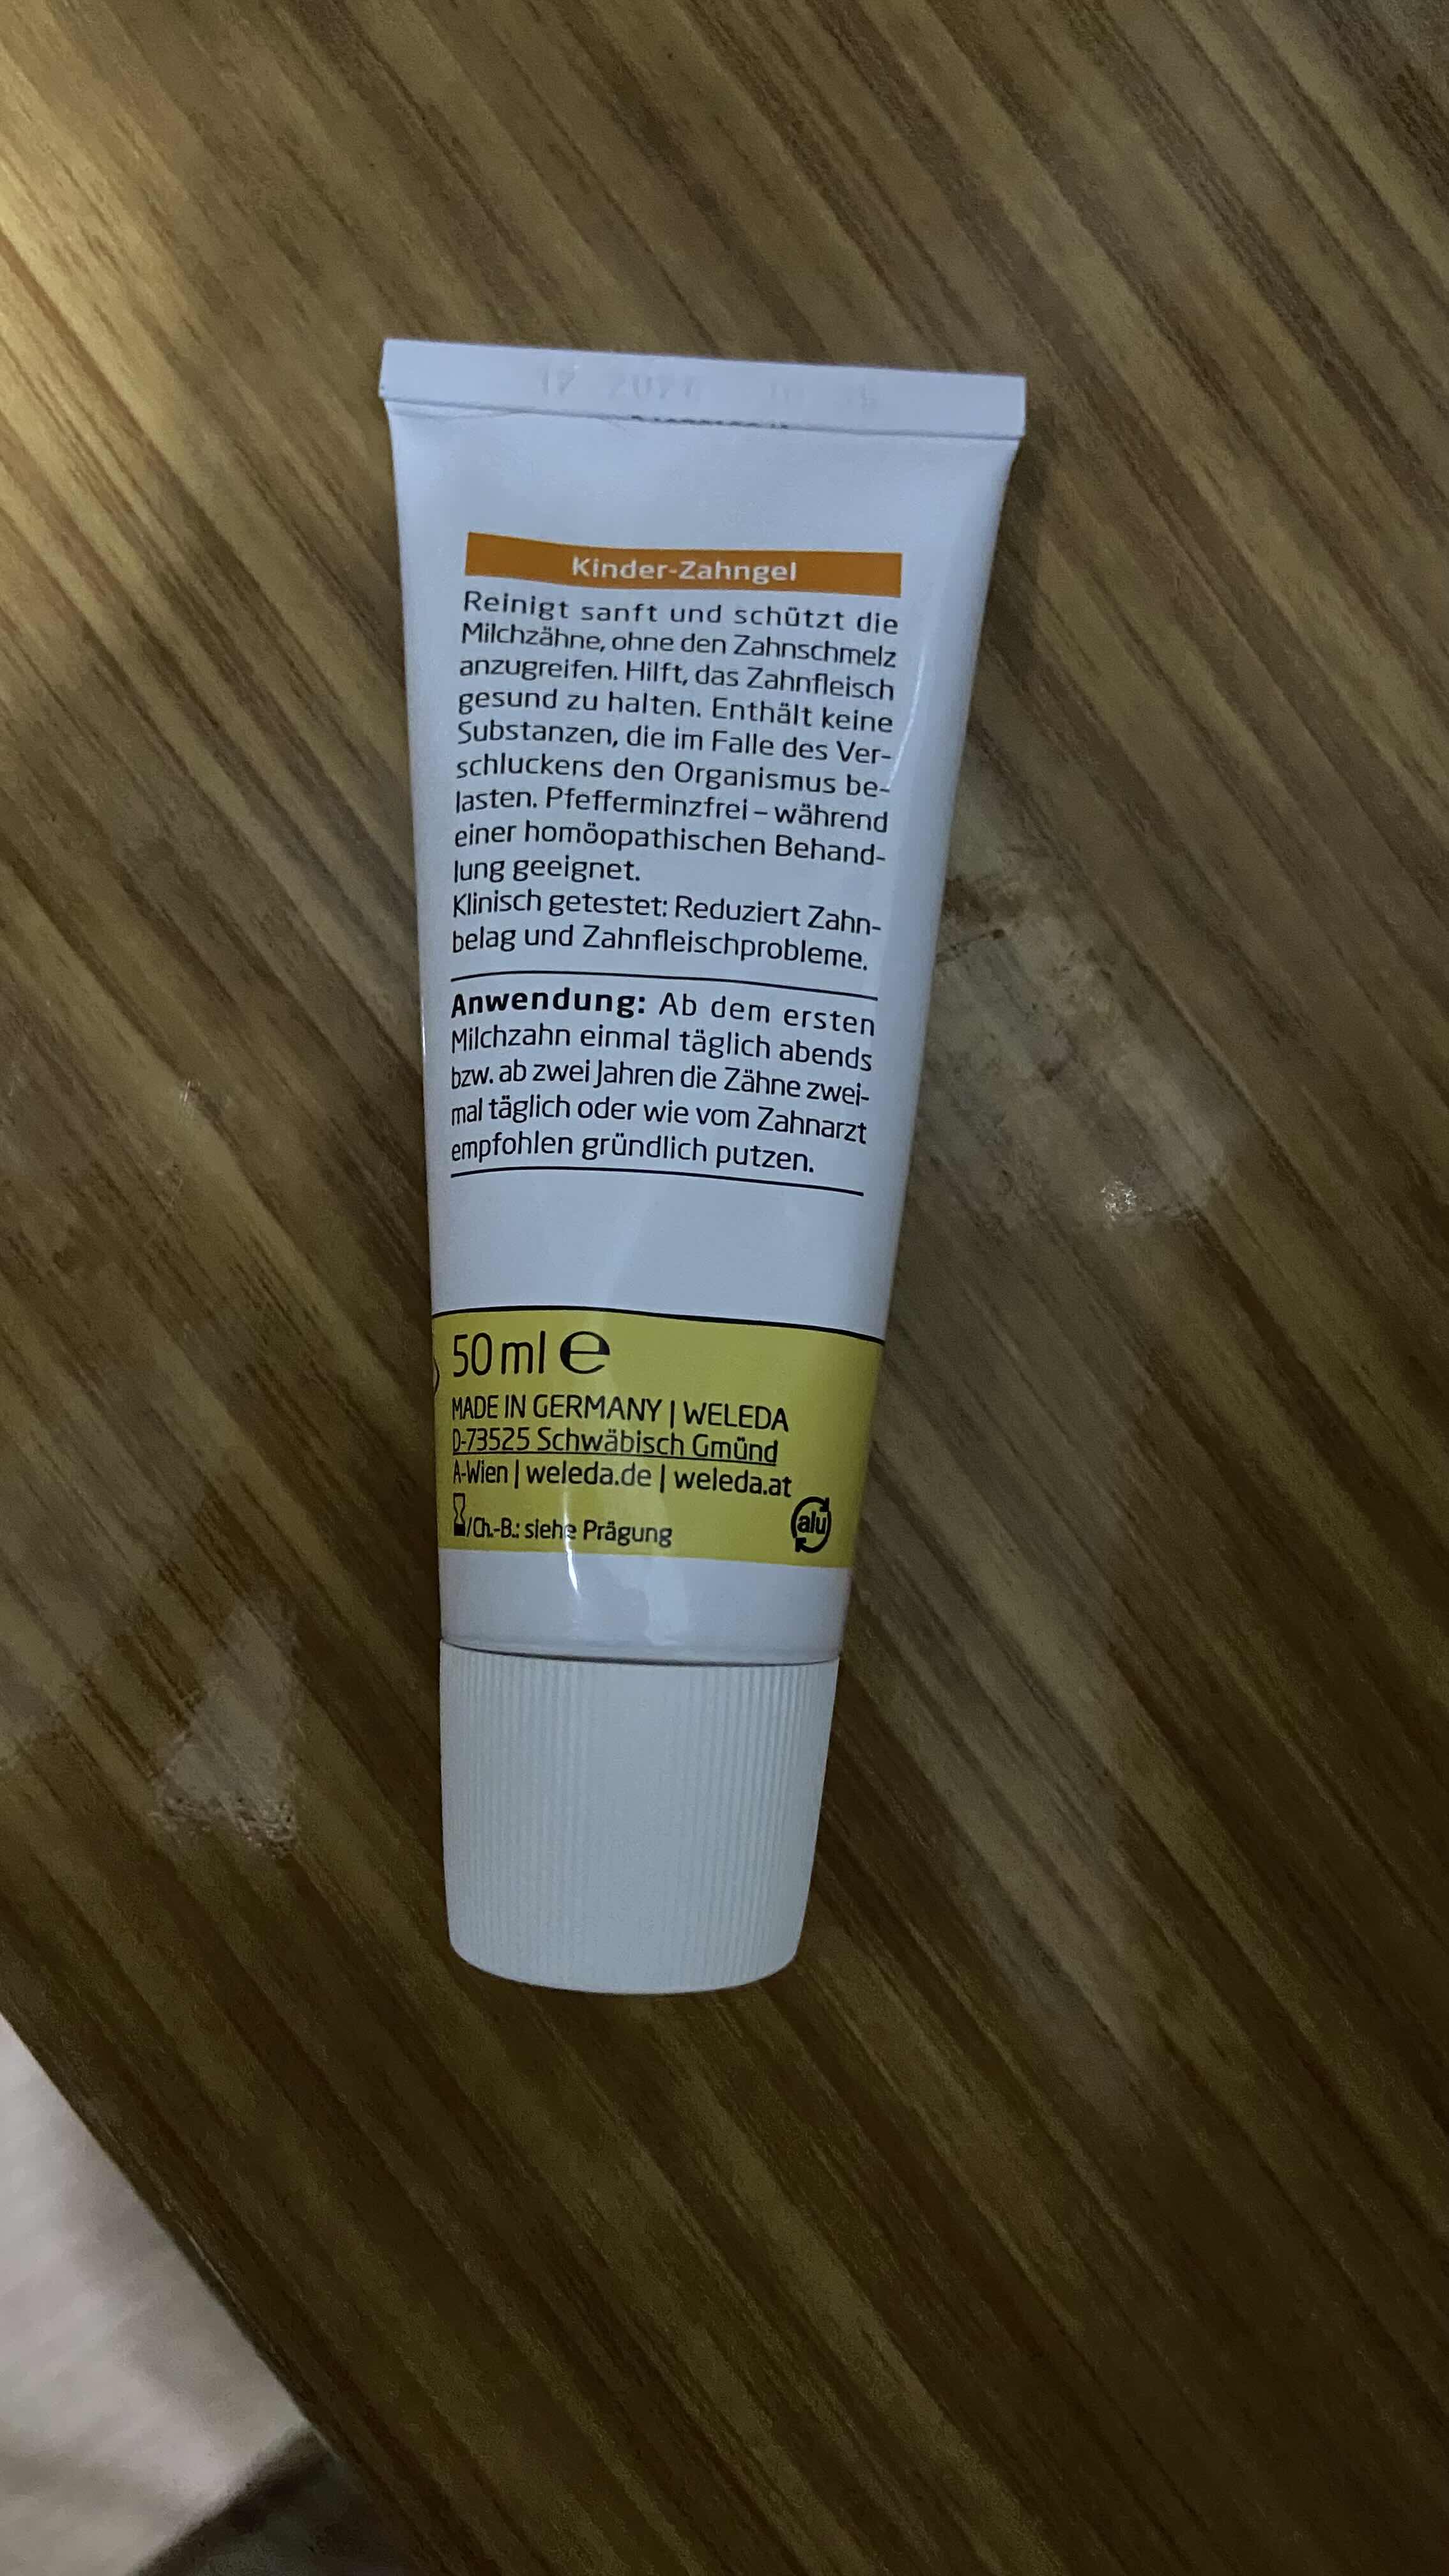 Kinder-Zahngel
Reinigt sanft und schützt die
Milchzähne, ohne den Zahnschmelz
anzugreifen. Hilft, das Zahnfleisch
gesund zu halten. Enthält keine
Substanzen, die im Falle des Ver-
schluckens den Organismus be-
lasten. Pfefferminzfrei – während
einer homöopathischen Behand-
lung geeignet.
Klinisch getestet: Reduziert Zahn-
belag und Zahnfleischprobleme.
Anwendung: Ab dem ersten
Milchzahn einmal täglich abends
bzw. ab zwei Jahren die Zähne zwei-
mal täglich oder wie vom Zahnarzt
empfohlen gründlich putzen.
50 ml e
MADE IN GERMANY | WELEDA
D-73525 Schwäbisch Gmünd
A-Wien | weleda.de | weleda.at
/Ch.-B.: siehe Prägung
alu